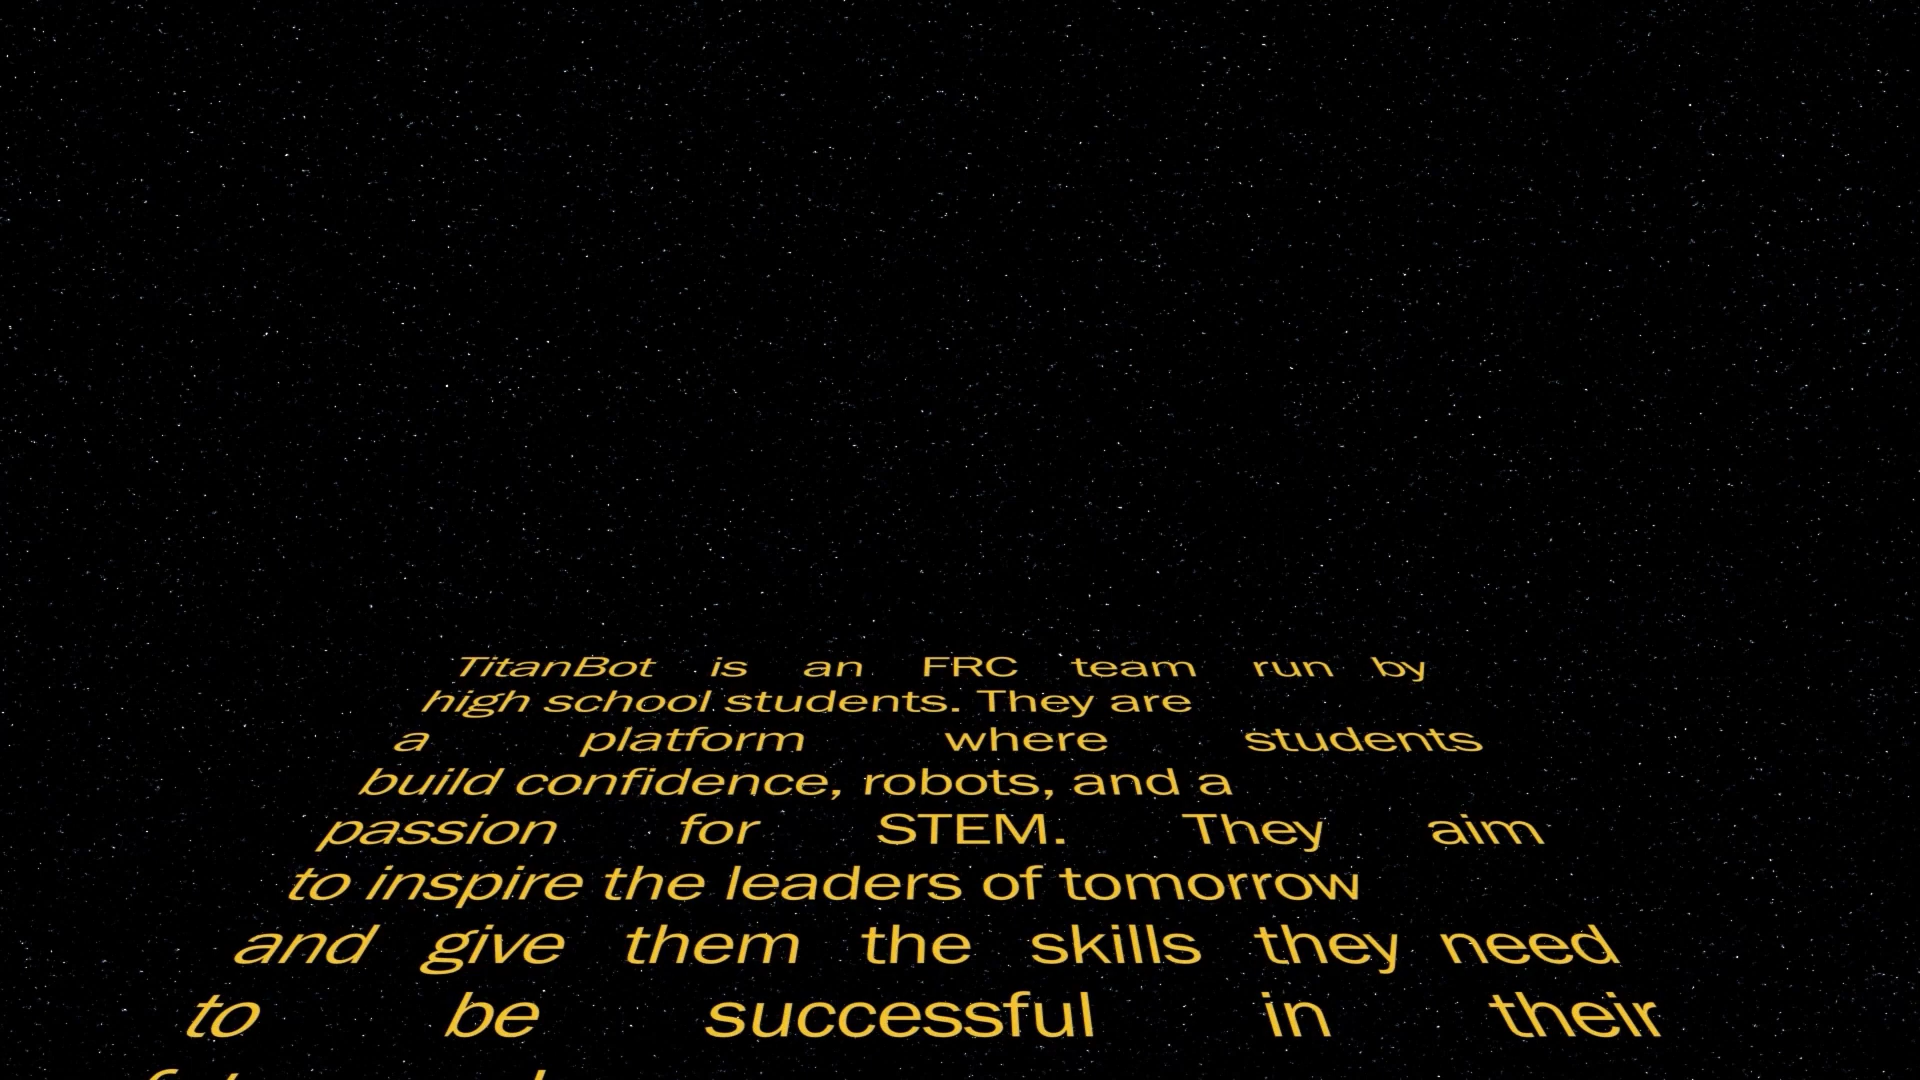 TitanBot is an FRC team run by
high school students. They are
a platform where students
build confidence, robots, and a
passion for STEM. They aim
to inspire the leaders of tomorrow
and give them the skills they need
to be successful in their